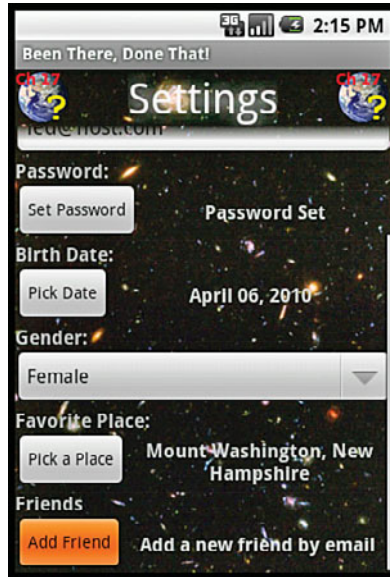 3G 2:15 PM
Been There, Done That!
Ch 17 Settings Ch 17
?
?
Password:
Set Password Password Set
Birth Date:
Pick Date April 06, 2010
Gender:
Female
Favorite Place:
Pick a Place Mount Washington, New
Hampshire
Friends
Add Friend Add a new friend by email